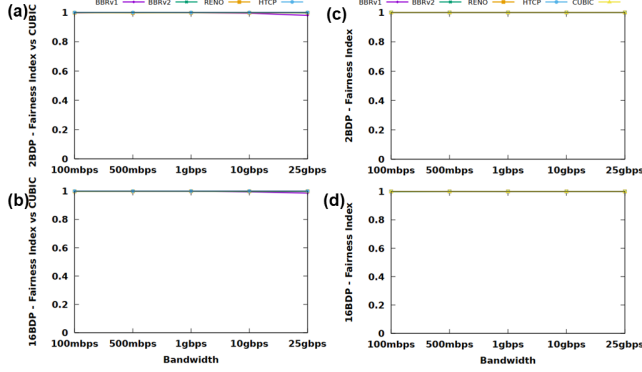 (a)
BBRv1 BBRv2 RENO HTCP
2BDP - Fairness Index vs CUBIC
1
0.8
0.6
0.4
0.2
0
100mbps 500mbps 1gbps 10gbps 25gbps
(c)
BBRv1 BBRv2 RENO HTCP CUBIC
2BDP - Fairness Index
1
0.8
0.6
0.4
0.2
0
100mbps 500mbps 1gbps 10gbps 25gbps
(b)
16BDP - Fairness Index vs CUBIC
1
0.8
0.6
0.4
0.2
0
100mbps 500mbps 1gbps 10gbps 25gbps
Bandwidth
(d)
16BDP - Fairness Index
1
0.8
0.6
0.4
0.2
0
100mbps 500mbps 1gbps 10gbps 25gbps
Bandwidth